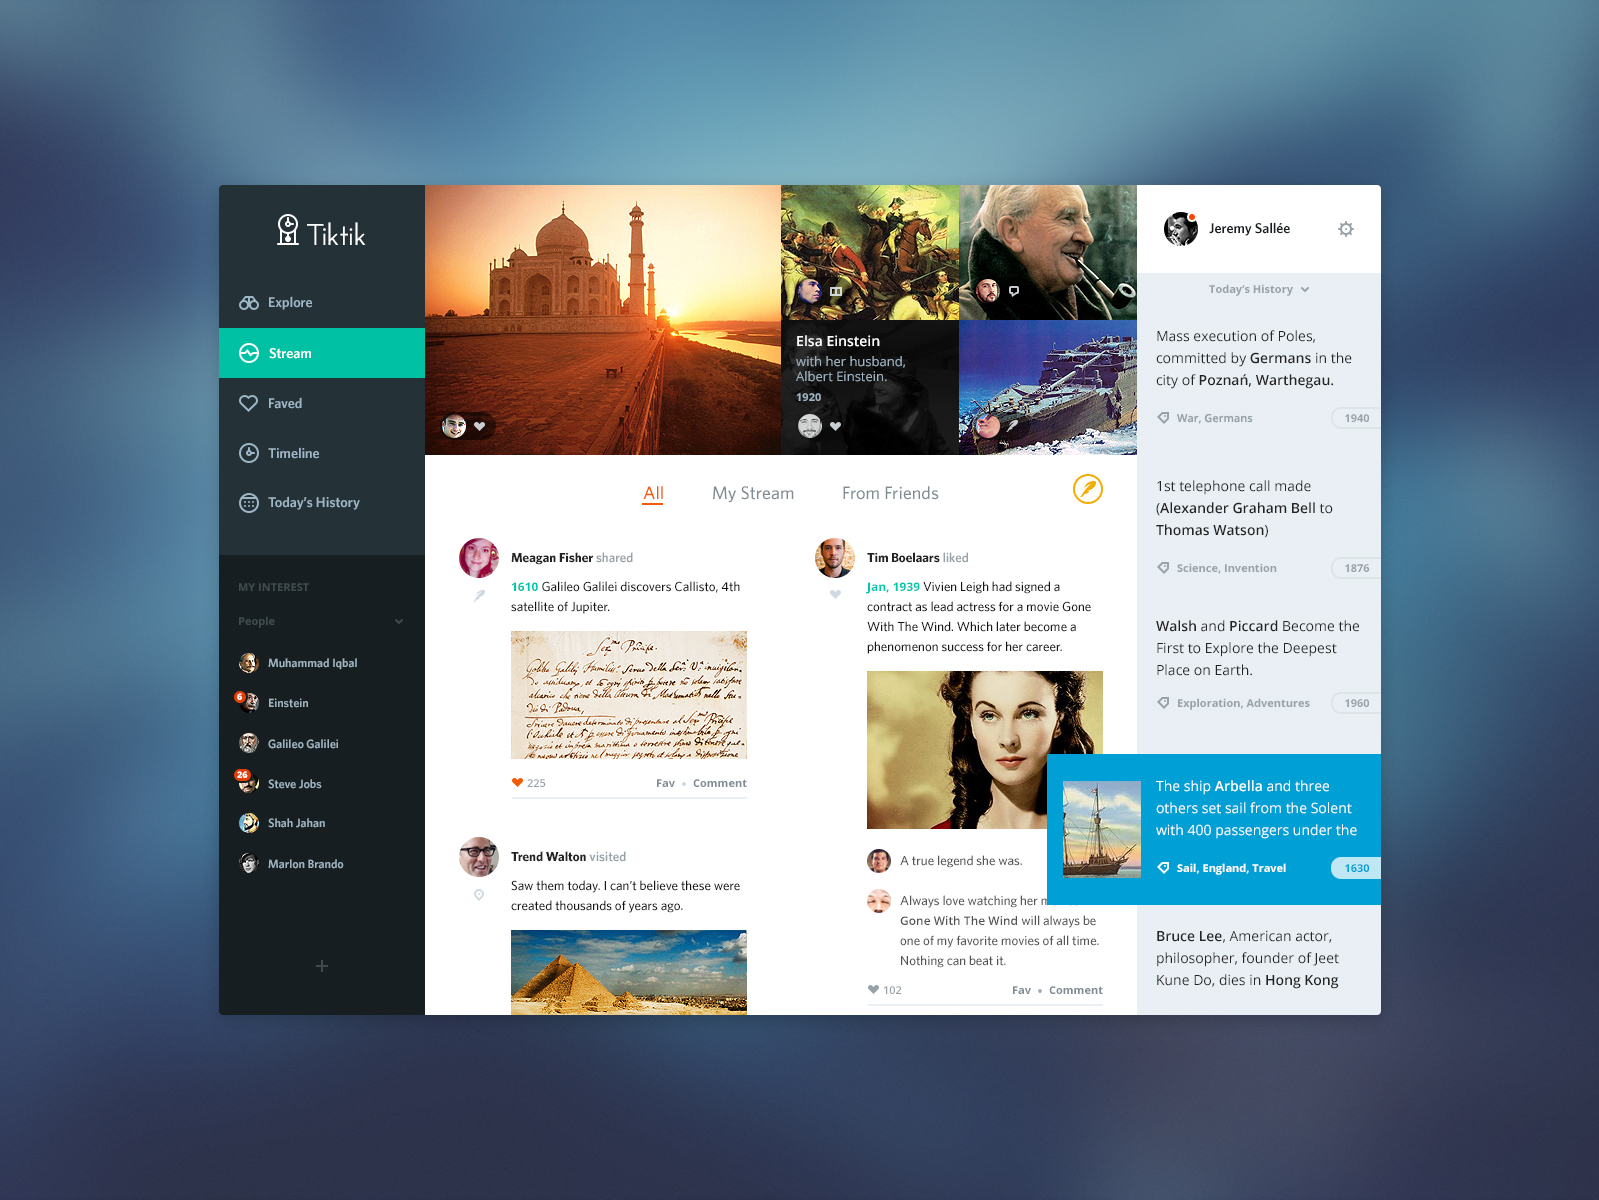 Tiktik
Explore
Stream
Faved
Timeline
Today's History
MY INTEREST
People
Muhammad Iqbal
6
Einstein
Galileo Galilei
26
Steve Jobs
Shah Jahan
Marlon Brando
Elsa Einstein
with her husband,
Albert Einstein.
1920
All
My Stream
From Friends
Meagan Fisher shared
1610 Galileo Galilei discovers Callisto, 4th
satellite of Jupiter.
225
Fav • Comment
Trend Walton visited
Saw them today. I can't believe these were
created thousands of years ago.
Tim Boelaars liked
Jan, 1939 Vivien Leigh had signed a
contract as lead actress for a movie Gone
With The Wind. Which later become a
phenomenon success for her career.
A true legend she was.
Always love watching her
Gone With The Wind will always be
one of my favorite movies of all time.
Nothing can beat it.
102
Fav • Comment
Jeremy Sallée
Today's History
Mass execution of Poles,
committed by Germans in the
city of Poznań, Warthegau.
War, Germans
1940
1st telephone call made
(Alexander Graham Bell to
Thomas Watson)
Science, Invention
1876
Walsh and Piccard Become the
First to Explore the Deepest
Place on Earth.
Exploration, Adventures
1960
The ship Arbella and three
others set sail from the Solent
with 400 passengers under the
Sail, England, Travel
1630
Bruce Lee, American actor,
philosopher, founder of Jeet
Kune Do, dies in Hong Kong